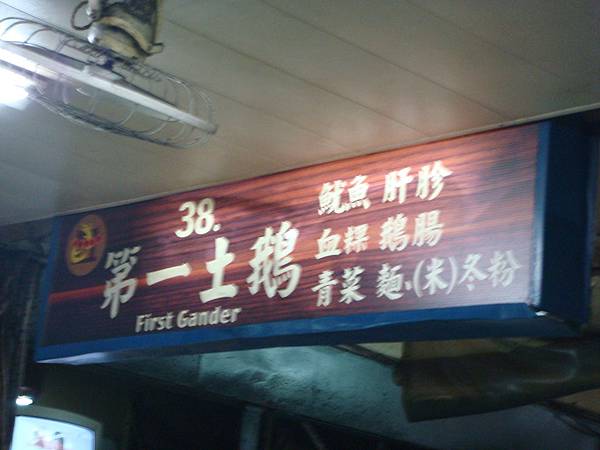 38.
第一土鵝
First Gander
魷魚 肝胗
血粿 鵝腸
青菜 麵、(米)冬粉